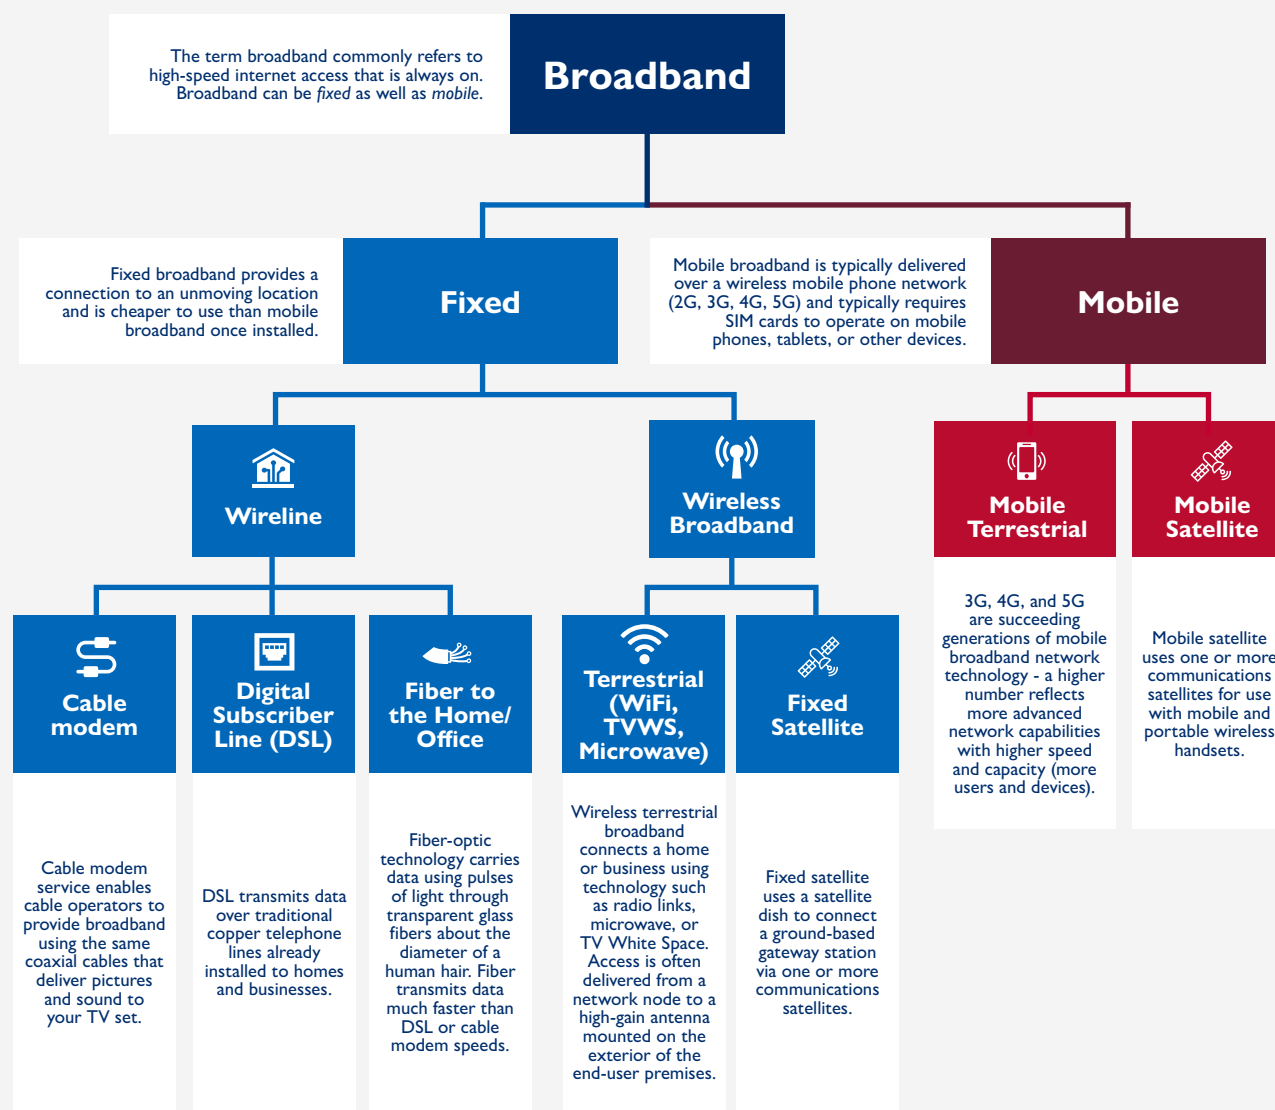 The term broadband commonly refers to
high-speed internet access that is always on.
Broadband can be fixed as well as mobile.
Broadband
Fixed broadband provides a
connection to an unmoving location
and is cheaper to use than mobile
broadband once installed.
Fixed
Mobile broadband is typically delivered
over a wireless mobile phone network
(2G, 3G, 4G, 5G) and typically requires
SIM cards to operate on mobile
phones, tablets, or other devices.
Mobile
Wireline
Wireless
Broadband
Mobile
Terrestrial
Mobile
Satellite
3G, 4G, and 5G
are succeeding
generations of mobile
broadband network
technology - a higher
number reflects
more advanced
network capabilities
with higher speed
and capacity (more
users and devices).
Mobile satellite
uses one or more
communications
satellites for use
with mobile and
portable wireless
handsets.
Cable
modem
Digital
Subscriber
Line (DSL)
Fiber to
the Home/
Office
Terrestrial
(WiFi,
TVWS,
Microwave)
Fixed
Satellite
Cable modem
service enables
cable operators to
provide broadband
using the same
coaxial cables that
deliver pictures
and sound to
your TV set.
DSL transmits data
over traditional
copper telephone
lines already
installed to homes
and businesses.
Fiber-optic
technology carries
data using pulses
of light through
transparent glass
fibers about the
diameter of a
human hair. Fiber
transmits data
much faster than
DSL or cable
modem speeds.
Wireless terrestrial
broadband
connects a home
or business using
technology such
as radio links,
microwave, or
TV White Space.
Access is often
delivered from a
network node to a
high-gain antenna
mounted on the
exterior of the
end-user premises.
Fixed satellite
uses a satellite
dish to connect
a ground-based
gateway station
via one or more
communications
satellites.